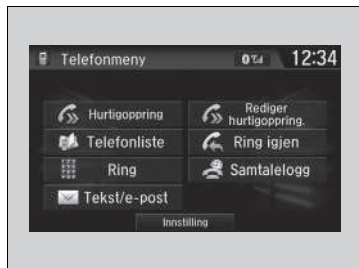 Telefonmeny
12:34
Hurtigoppring
Rediger
hurtigoppring.
Telefonliste
Ring igjen
Ring
Samtalelogg
Tekst/e-post
Innstilling